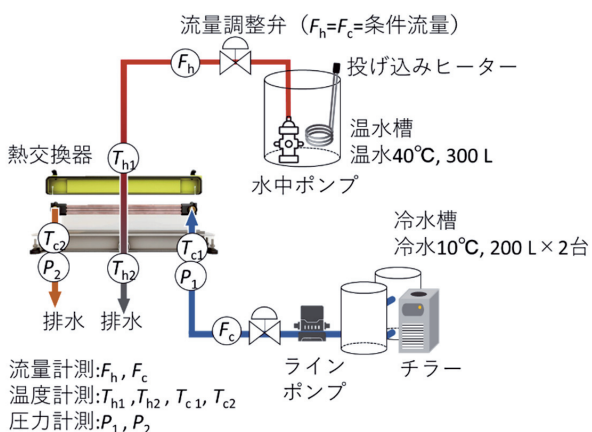 流量調整弁（Fh=Fc=条件流量）
Fh
投げ込みヒーター
熱交換器
Th1
温水槽
温水40℃, 300 L
水中ポンプ
Tc2
P2
Th2
Tc1
P1
冷水槽
冷水10℃, 200 L×2台
排水
排水
Fc
ライン
ポンプ
チラー
流量計測:Fh , Fc
温度計測:Th1 ,Th2 , Tc 1, Tc2
圧力計測:P1 , P2